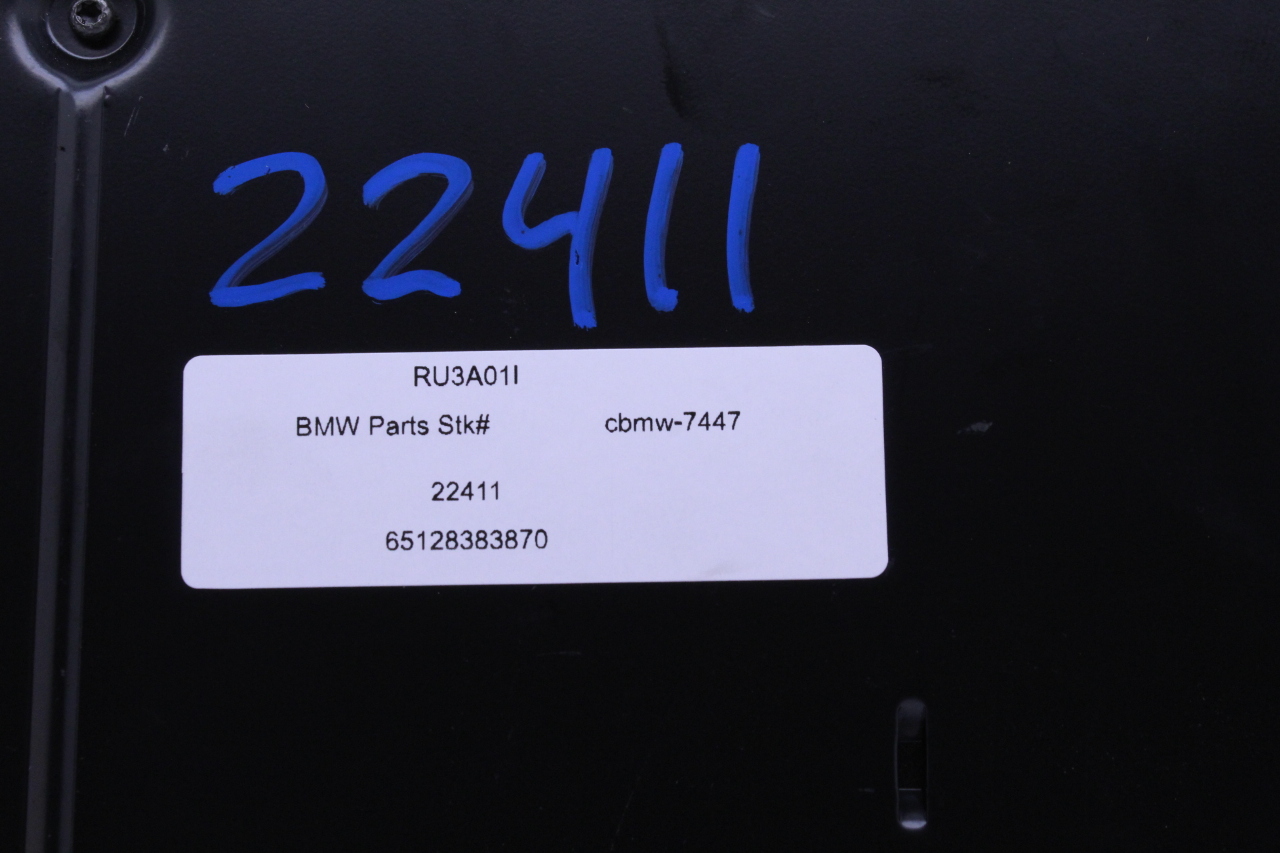 22411
RU3A01I
BMW Parts Stk# cbmw-7447
22411
65128383870